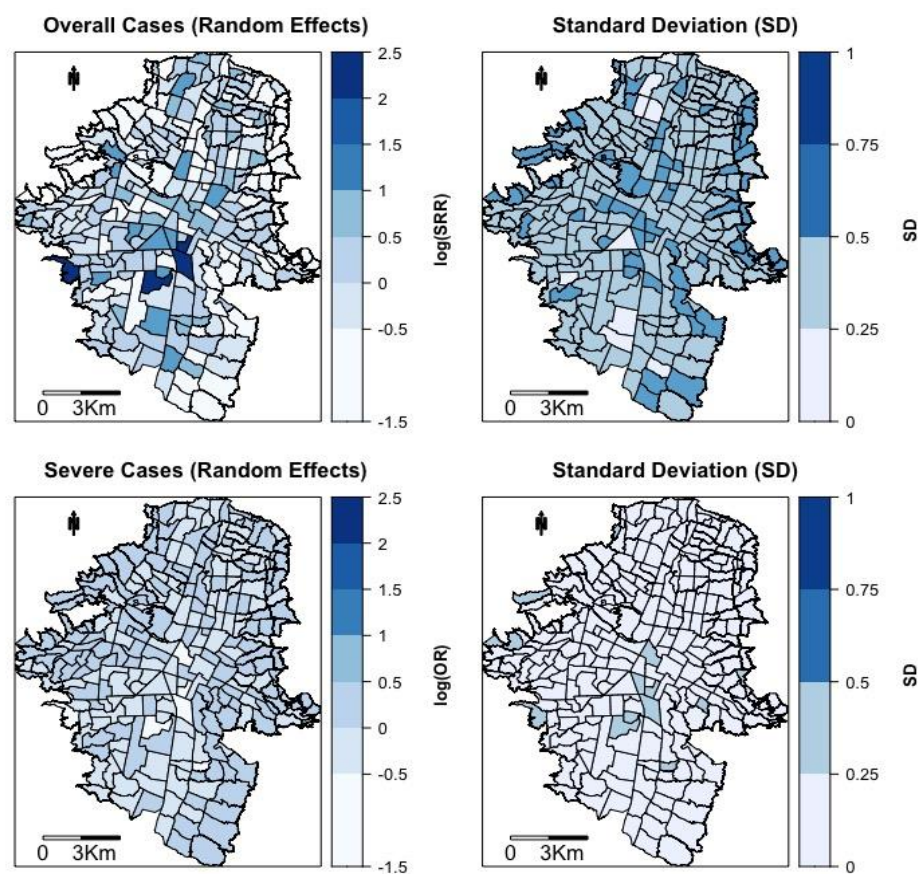 Overall Cases (Random Effects)
N
0 3Km
2.5
2
1.5
1
0.5
0
-0.5
-1.5
log(SRR)
Standard Deviation (SD)
N
0 3Km
1
0.75
0.5
0.25
0
SD
Severe Cases (Random Effects)
N
0 3Km
2.5
2
1.5
1
0.5
0
-0.5
-1.5
log(OR)
Standard Deviation (SD)
N
0 3Km
1
0.75
0.5
0.25
0
SD